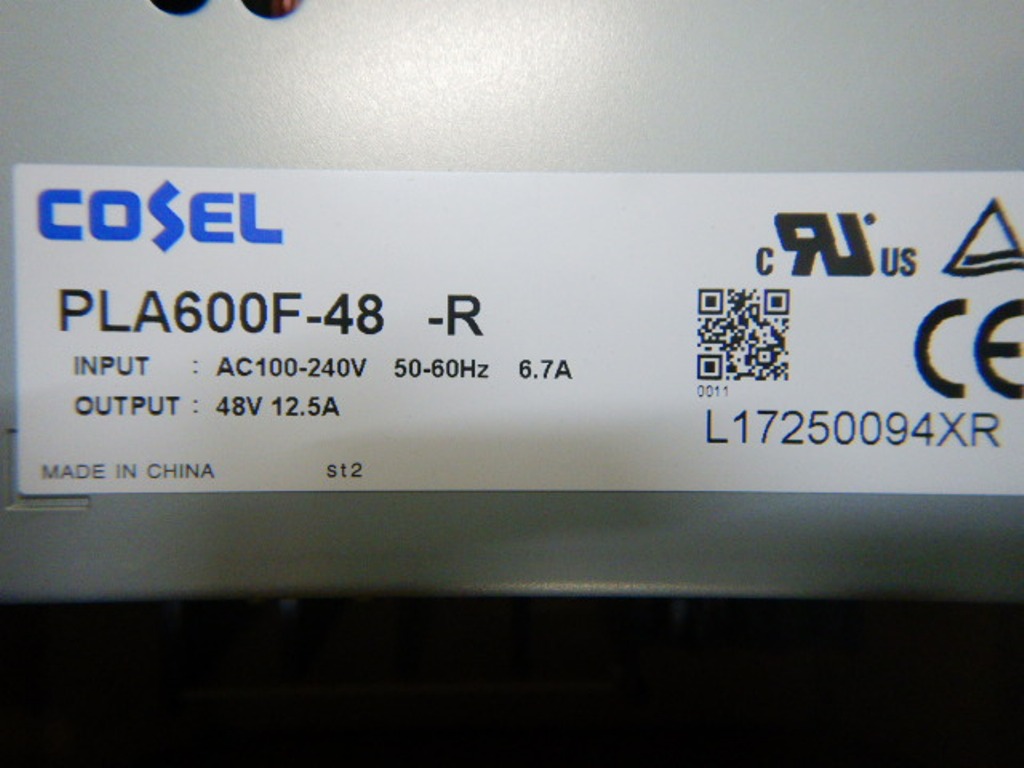 COSEL
PLA600F-48 -R
INPUT : AC100-240V 50-60Hz 6.7A
OUTPUT : 48V 12.5A
MADE IN CHINA st2
C RU US
CE
0011
L17250094XR